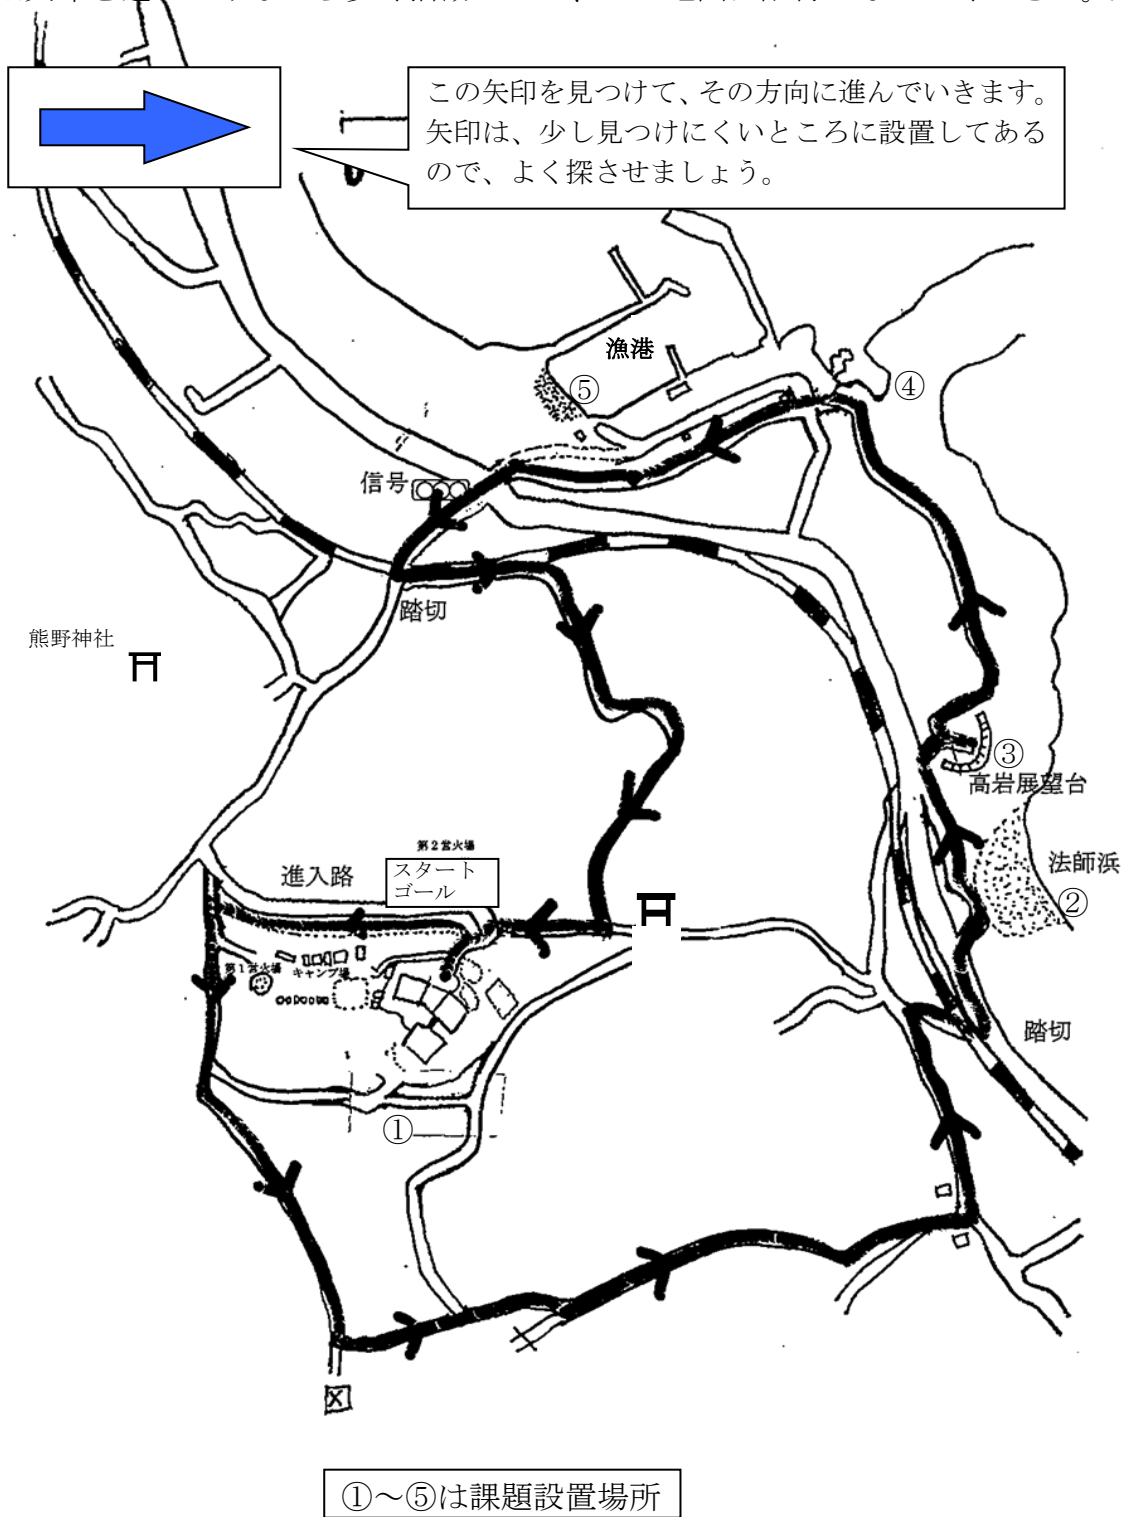 この矢印を見つけて、その方向に進んでいきます。
矢印は、少し見つけにくいところに設置してある
ので、よく探させましょう。
漁港
⑤
④
信号
踏切
熊野神社
③
高岩展望台
法師浜
②
第2営火場
スタート
ゴール
進入路
第1営火場
キャンプ場
踏切
①
①～⑤は課題設置場所